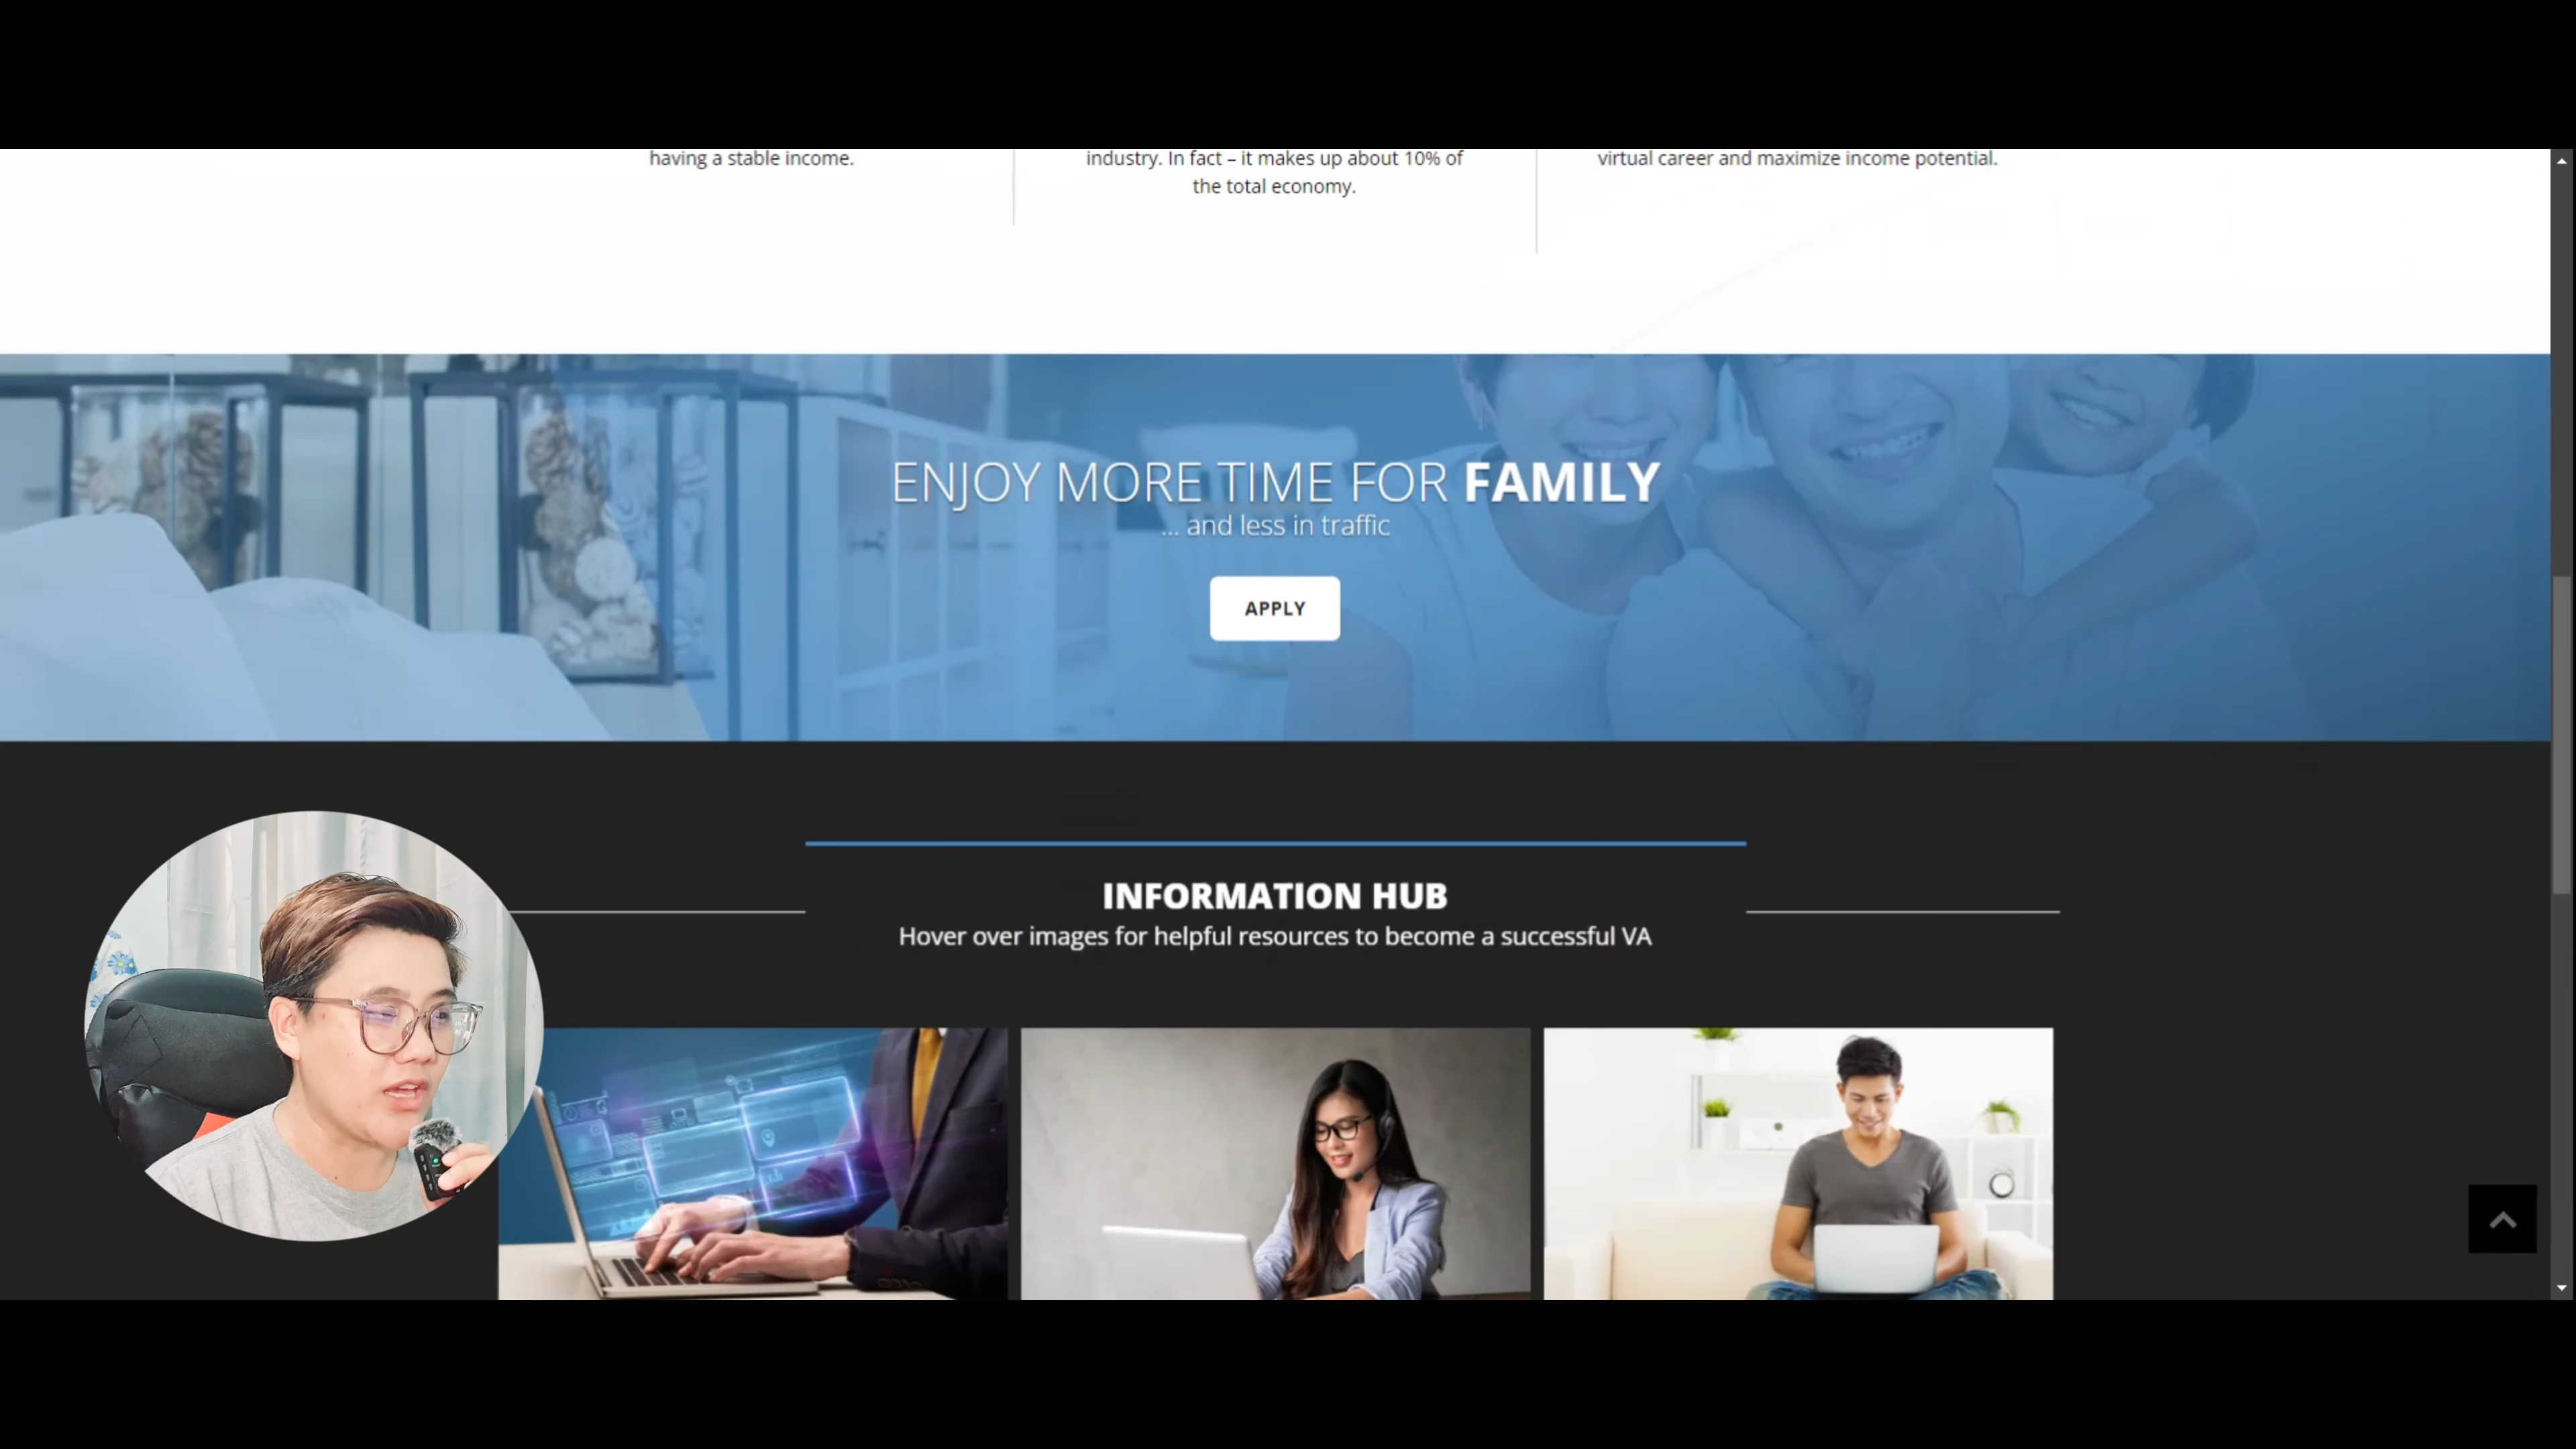 having a stable income.
industry. In fact – it makes up about 10% of
the total economy.
virtual career and maximize income potential.
ENJOY MORE TIME FOR FAMILY
... and less in traffic
APPLY
INFORMATION HUB
Hover over images for helpful resources to become a successful VA